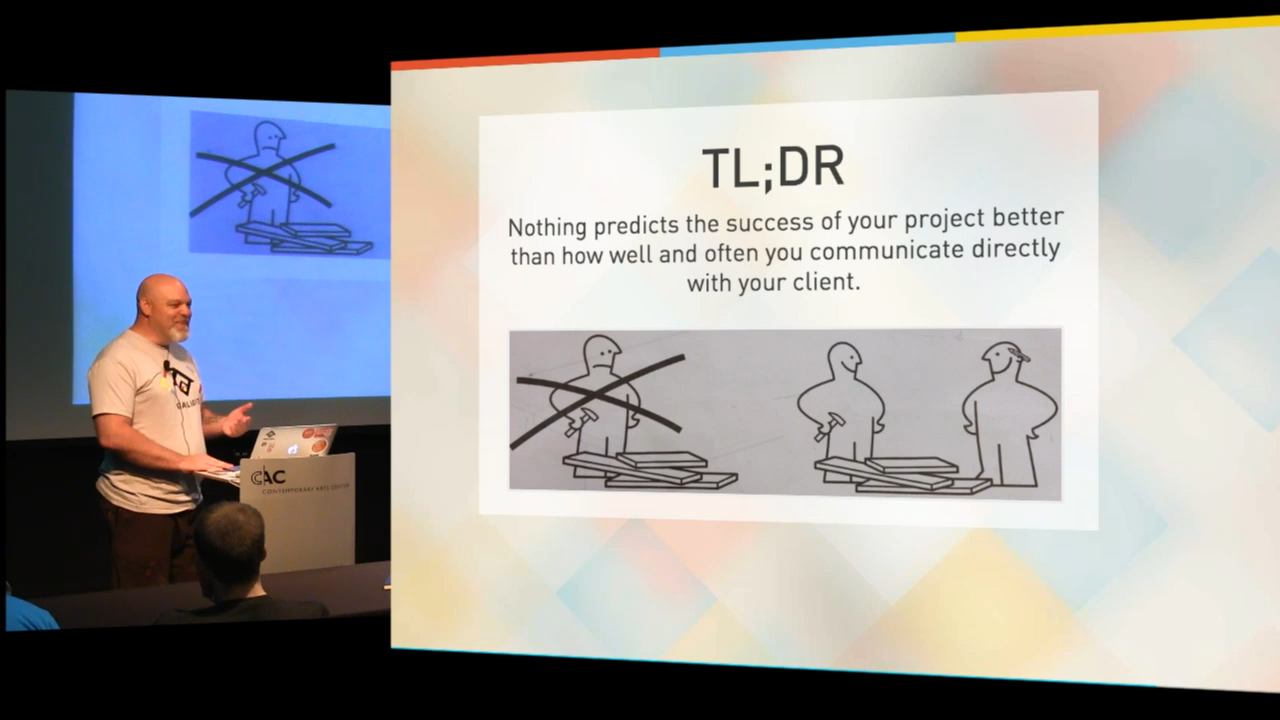 TL;DR
Nothing predicts the success of your project better
than how well and often you communicate directly
with your client.
CAC
CONTEMPORARY ARTS CENTER